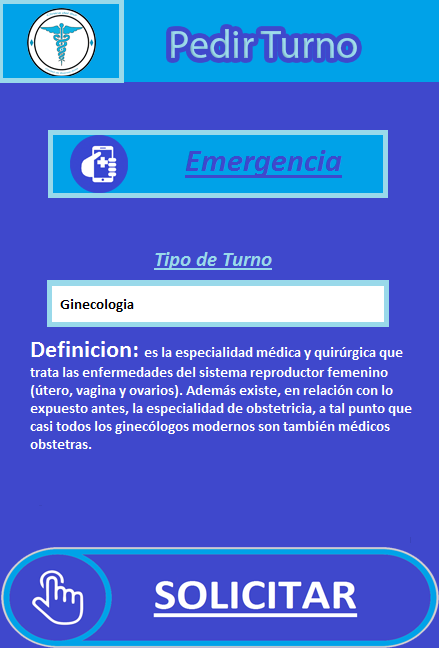 Pedir Turno
Emergencia
Tipo de Turno
Ginecologia
Definicion: es la especialidad médica y quirúrgica que
trata las enfermedades del sistema reproductor femenino
(útero, vagina y ovarios). Además existe, en relación con lo
expuesto antes, la especialidad de obstetricia, a tal punto que
casi todos los ginecólogos modernos son también médicos
obstetras.
SOLICITAR